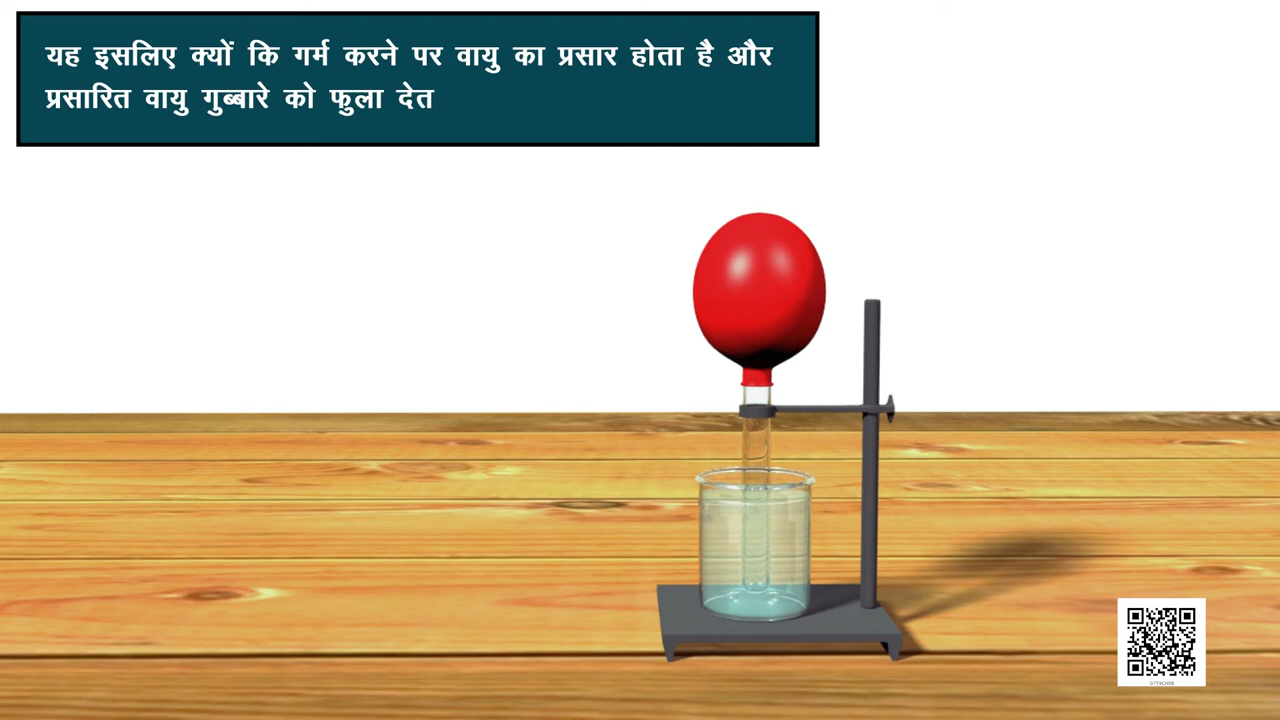 यह इसलिए क्यों कि गर्म करने पर वायु का प्रसार होता है और
प्रसारित वायु गुब्बारे को फुला देत